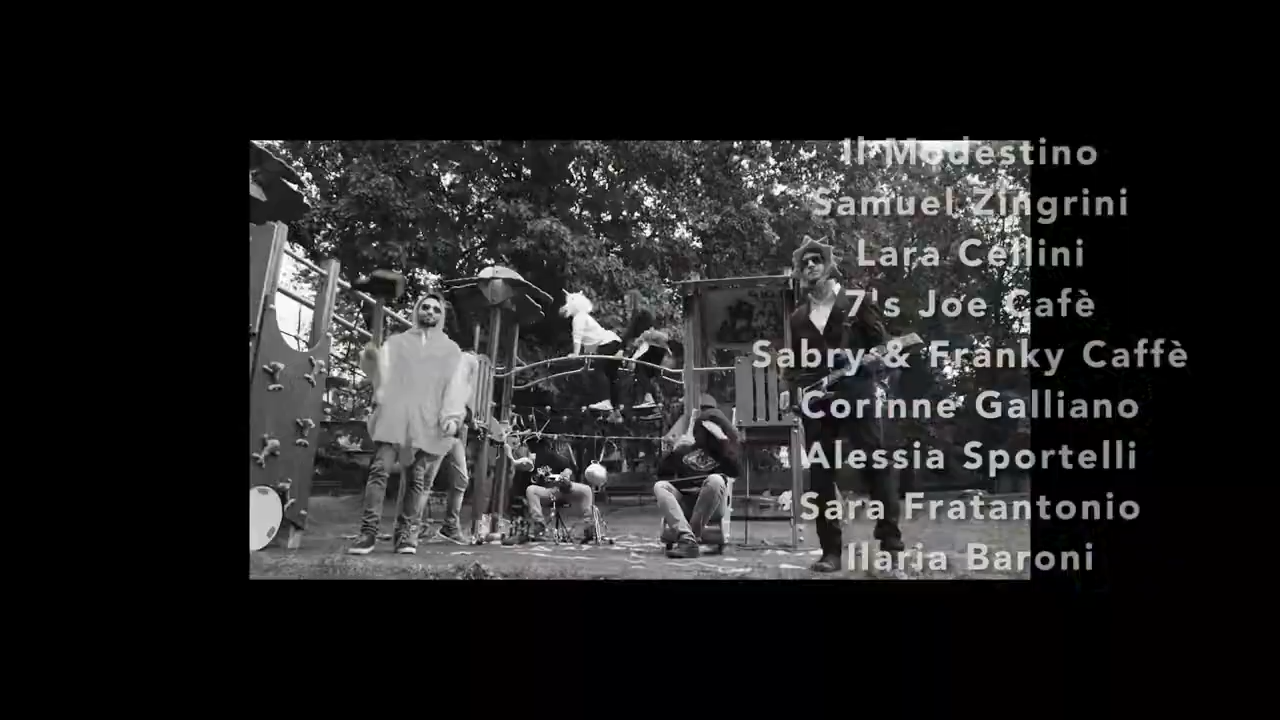 Il Modestino
Samuel Zingrini
Lara Cellini
7's Joe Cafè
Sabry & Franky Caffè
Corinne Galliano
Alessia Sportelli
Sara Fratantonio
Ilaria Baroni